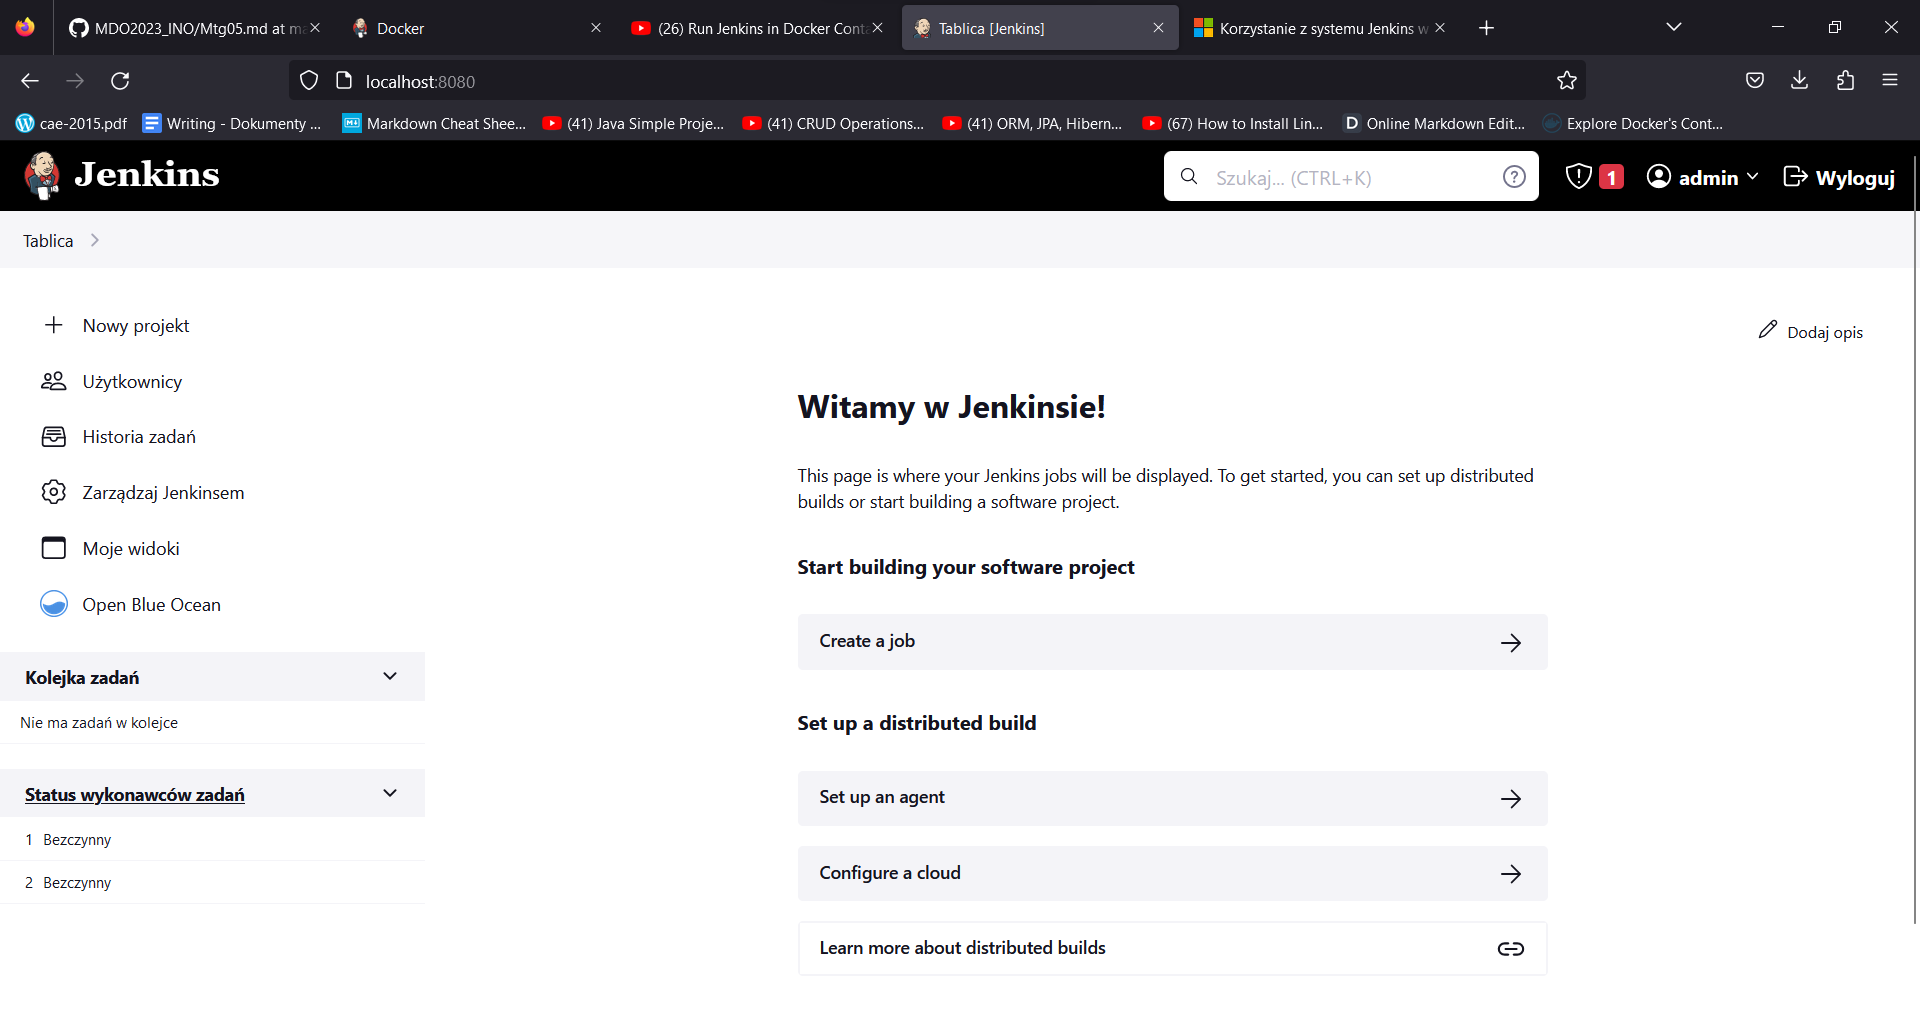 MDO2023_INO/Mtg05.md at ma
Docker
(26) Run Jenkins in Docker Conta
Tablica [Jenkins]
Korzystanie z systemu Jenkins w
localhost:8080
cae-2015.pdf
Writing - Dokumenty ...
Markdown Cheat Shee...
(41) Java Simple Proje...
(41) CRUD Operations...
(41) ORM, JPA, Hibern...
(67) How to Install Lin...
Online Markdown Edit...
Explore Docker's Cont...
Jenkins
Szukaj... (CTRL+K)
1
admin
Wyloguj
Tablica
Nowy projekt
Użytkownicy
Historia zadań
Zarządzaj Jenkinsem
Moje widoki
Open Blue Ocean
Kolejka zadań
Nie ma zadań w kolejce
Status wykonawców zadań
1 Bezczynny
2 Bezczynny
Dodaj opis
Witamy w Jenkinsie!
This page is where your Jenkins jobs will be displayed. To get started, you can set up distributed
builds or start building a software project.
Start building your software project
Create a job
Set up a distributed build
Set up an agent
Configure a cloud
Learn more about distributed builds